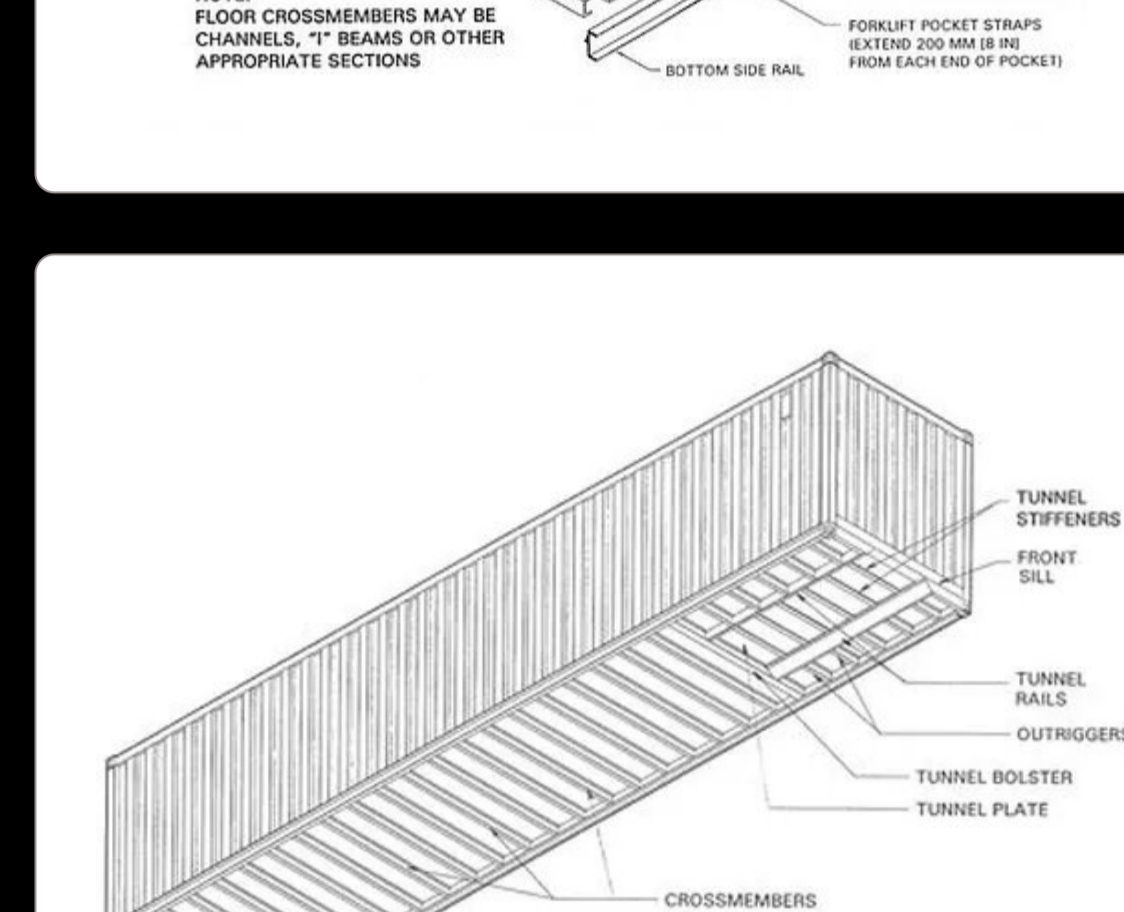 FLOOR CROSSMEMBERS MAY BE
CHANNELS, "I" BEAMS OR OTHER
APPROPRIATE SECTIONS
FORKLIFT POCKET STRAPS
(EXTEND 200 MM [8 IN]
FROM EACH END OF POCKET)
BOTTOM SIDE RAIL
TUNNEL
STIFFENERS
FRONT
SILL
TUNNEL
RAILS
OUTRIGGERS
TUNNEL BOLSTER
TUNNEL PLATE
CROSSMEMBERS